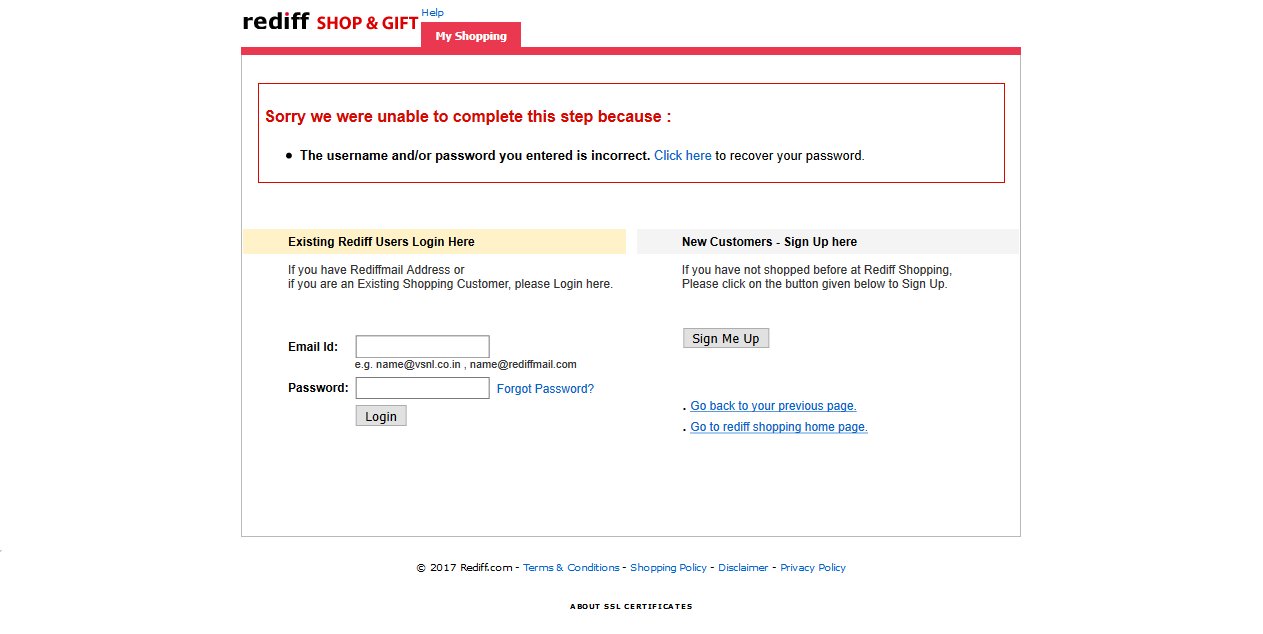 rediff SHOP & GIFT
Help
My Shopping
Sorry we were unable to complete this step because :
• The username and/or password you entered is incorrect. Click here to recover your password.
Existing Rediff Users Login Here
If you have Rediffmail Address or
if you are an Existing Shopping Customer, please Login here.
Email Id:
e.g. name@vsnl.co.in , name@rediffmail.com
Password:
Forgot Password?
Login
New Customers - Sign Up here
If you have not shopped before at Rediff Shopping,
Please click on the button given below to Sign Up.
Sign Me Up
. Go back to your previous page.
. Go to rediff shopping home page.
© 2017 Rediff.com - Terms & Conditions - Shopping Policy - Disclaimer - Privacy Policy
ABOUT SSL CERTIFICATES